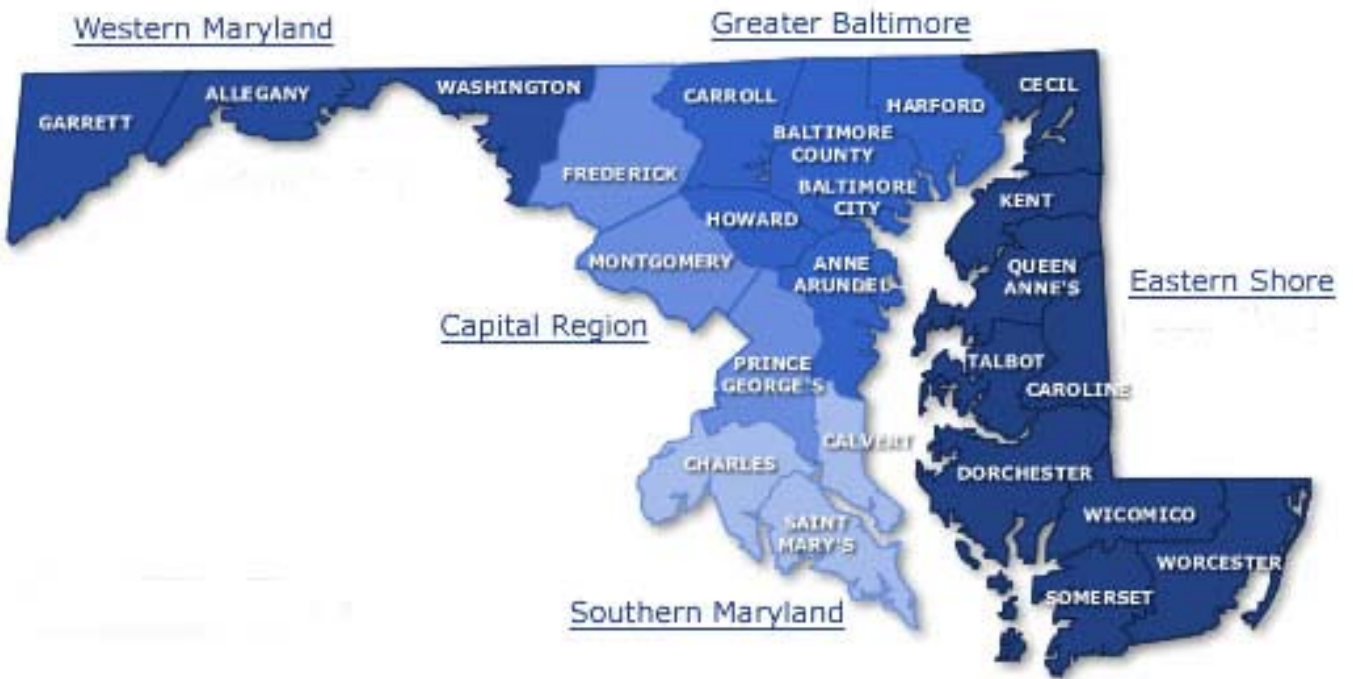 Western Maryland
Greater Baltimore
GARRETT
ALLEGANY
WASHINGTON
FREDERICK
CARROLL
BALTIMORE
COUNTY
HARFORD
CECIL
BALTIMORE
CITY
KENT
HOWARD
MONTGOMERY
ANNE
ARUNDEL
QUEEN
ANNE'S
Eastern Shore
Capital Region
PRINCE
GEORGE'S
TALBOT
CAROLINE
CALVERT
CHARLES
DORCHESTER
SAINT
MARY'S
WICOMICO
WORCESTER
SOMERSET
Southern Maryland